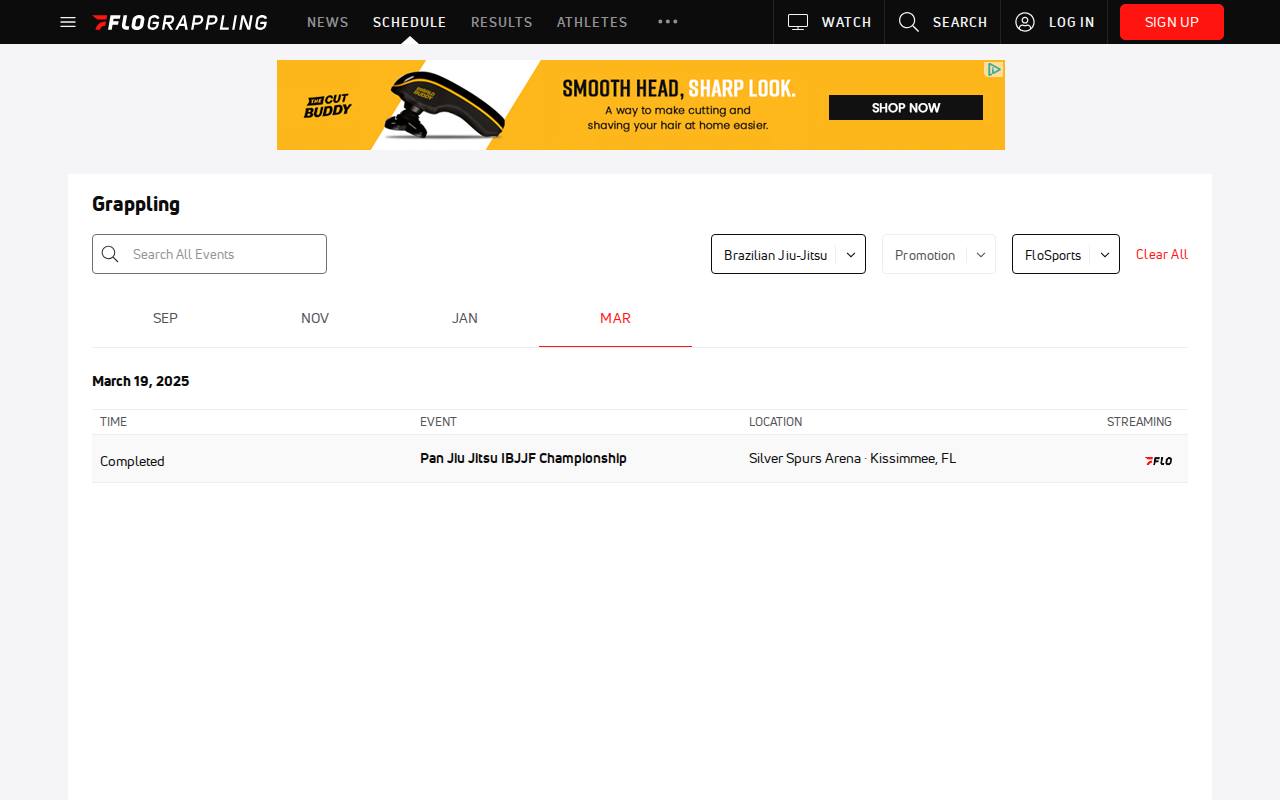 FLOGRAPPLING NEWS SCHEDULE RESULTS ATHLETES WATCH SEARCH LOG IN SIGN UP
THE CUT BUDDY
SMOOTH HEAD, SHARP LOOK.
A way to make cutting and
shaving your hair at home easier.
SHOP NOW
Grappling
Search All Events Brazilian Jiu-Jitsu Promotion FloSports Clear All
SEP NOV JAN MAR
March 19, 2025
TIME EVENT LOCATION STREAMING
Completed Pan Jiu Jitsu IBJJF Championship Silver Spurs Arena · Kissimmee, FL FLO